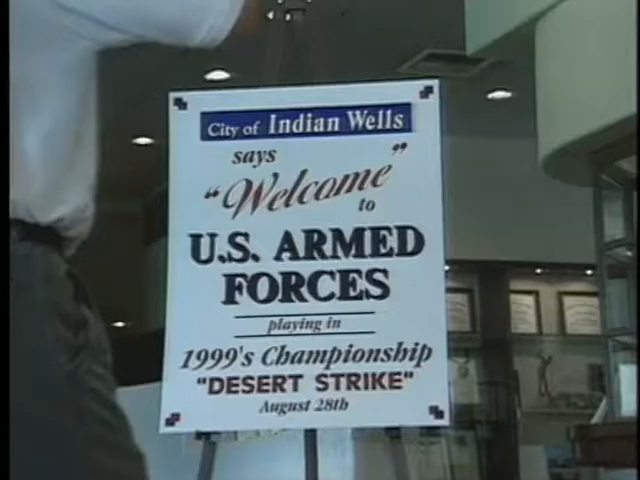 City of Indian Wells
says
"Welcome"
to
U.S. ARMED
FORCES
playing in
1999's Championship
"DESERT STRIKE"
August 28th